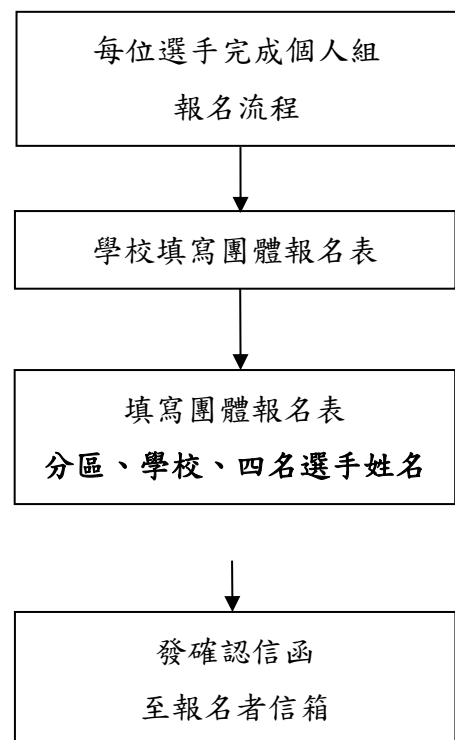 每位選手完成個人組
報名流程
學校填寫團體報名表
填寫團體報名表
分區、學校、四名選手姓名
發確認信函
至報名者信箱